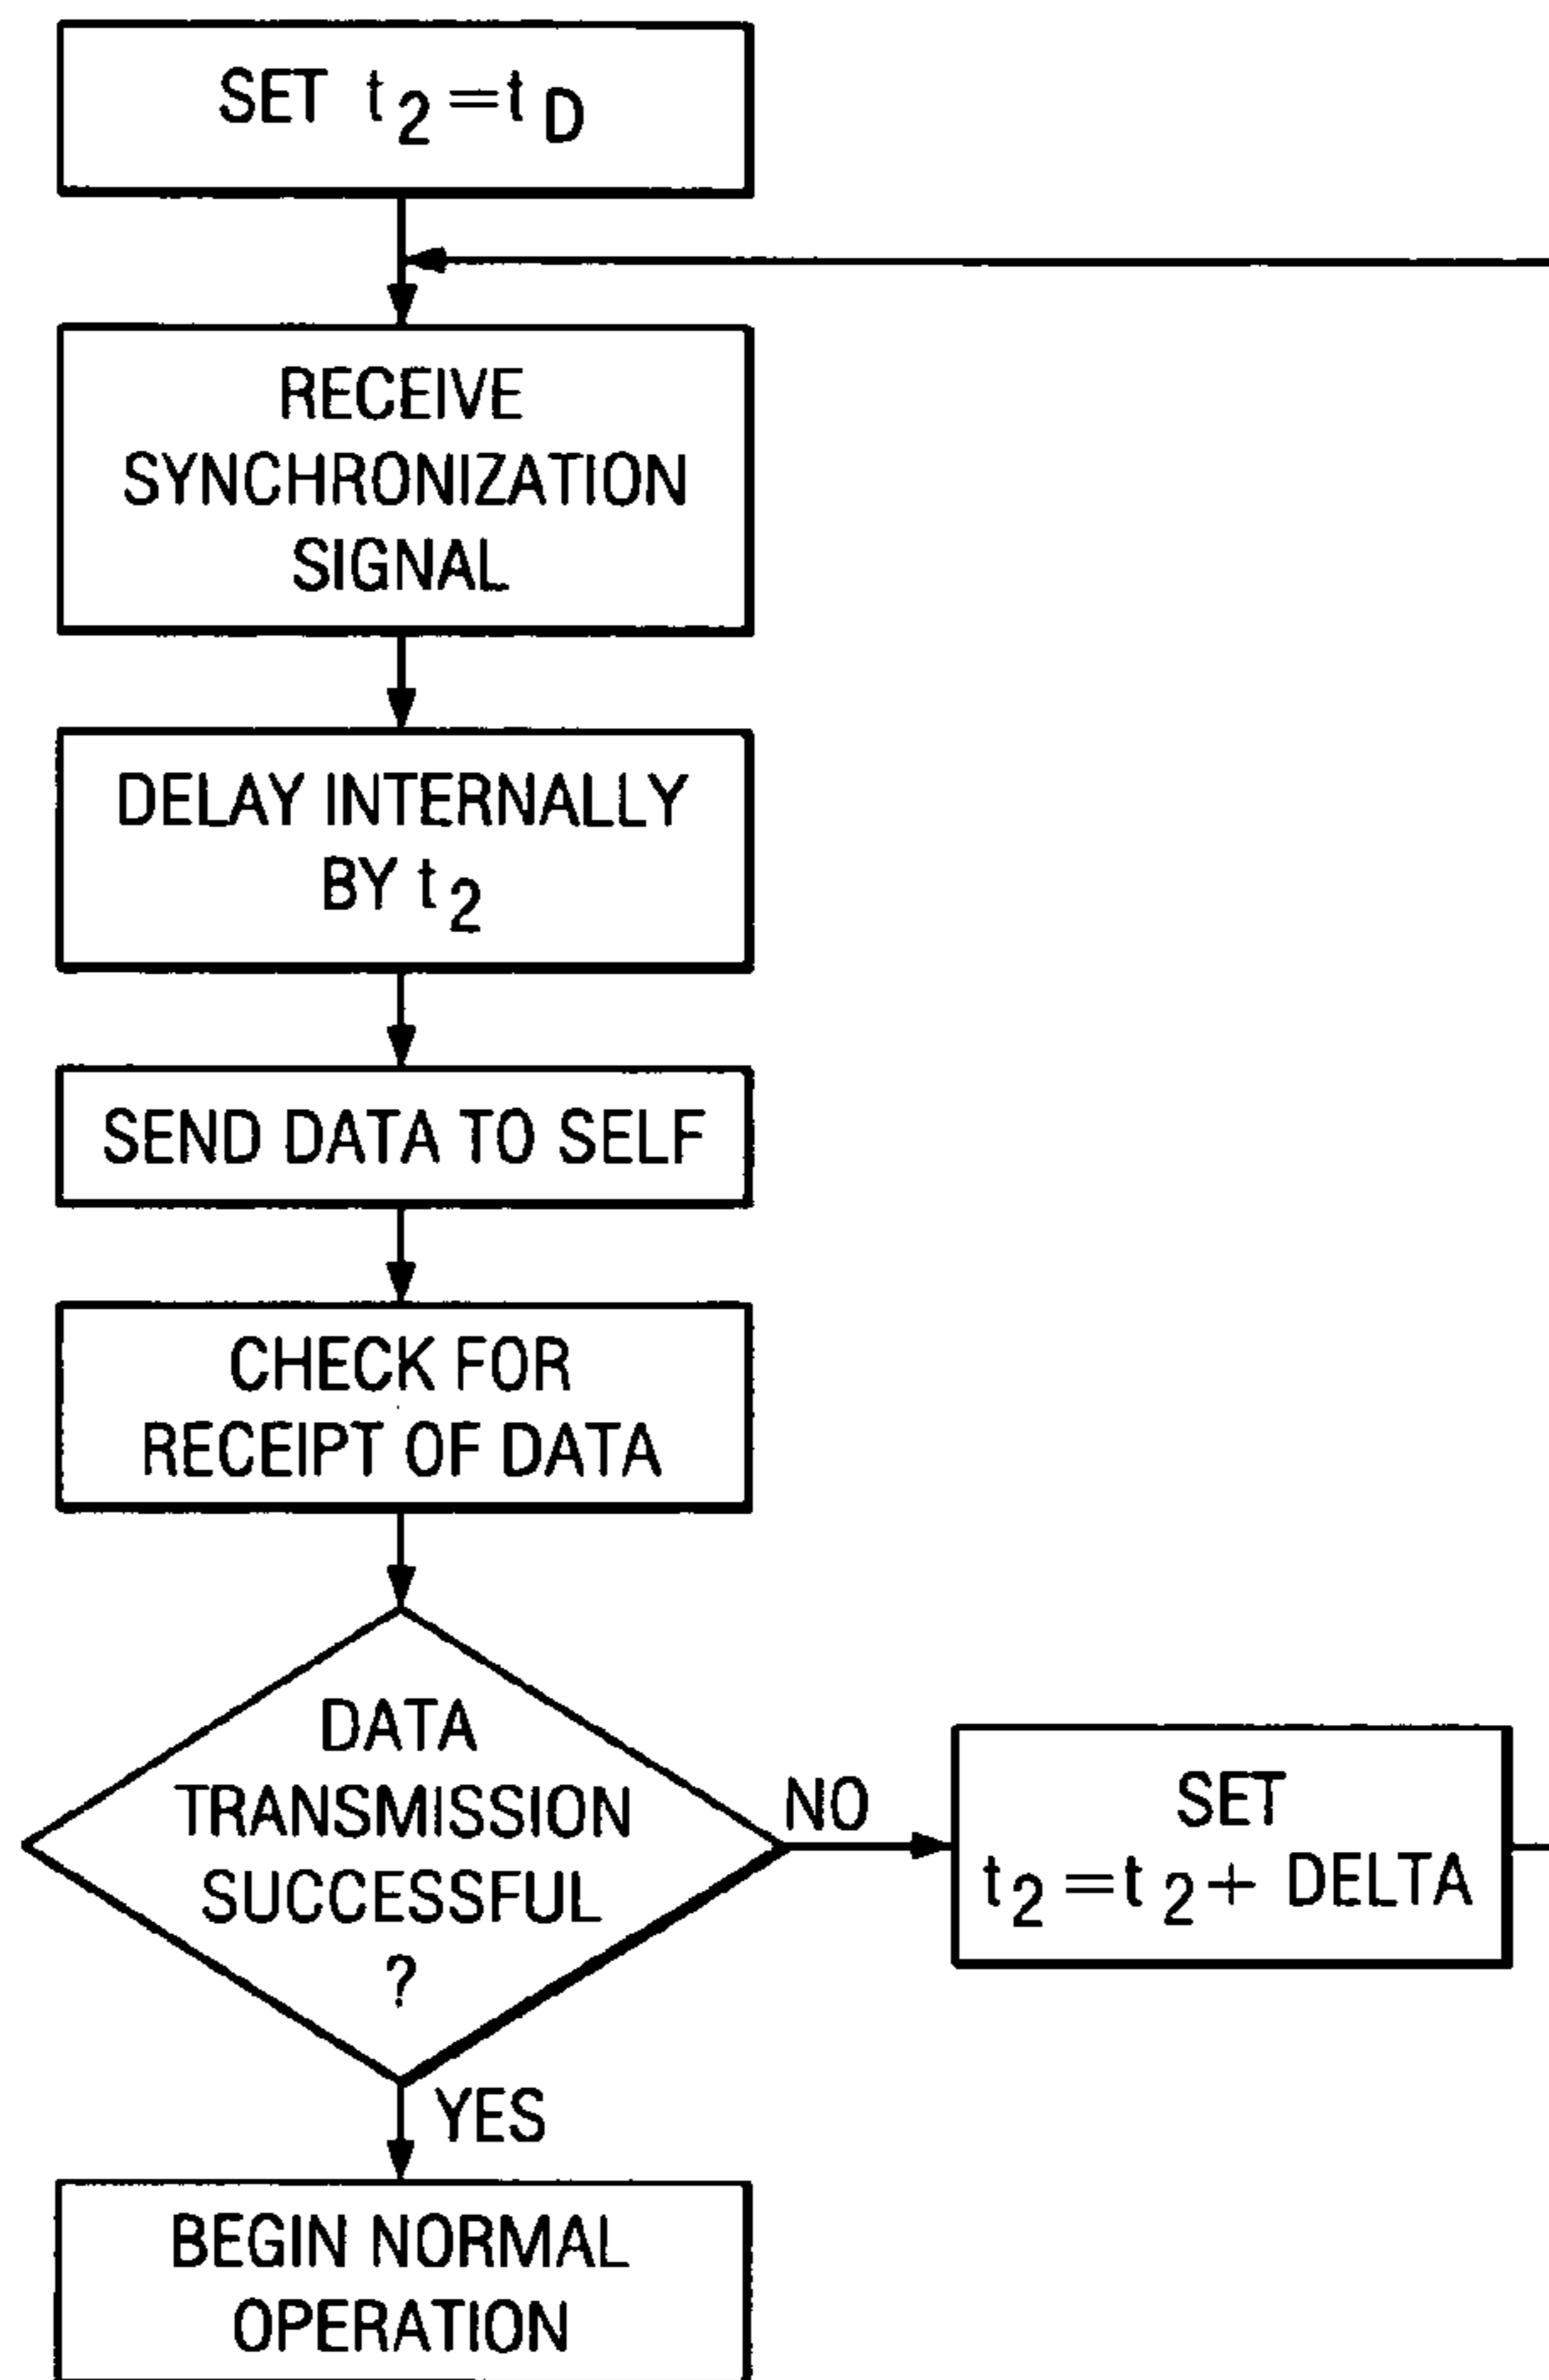 SET t₂=t_D
RECEIVE
SYNCHRONIZATION
SIGNAL
DELAY INTERNALLY
BY t₂
SEND DATA TO SELF
CHECK FOR
RECEIPT OF DATA
DATA
TRANSMISSION
SUCCESSFUL
?
NO
SET
t₂=t₂+ DELTA
YES
BEGIN NORMAL
OPERATION